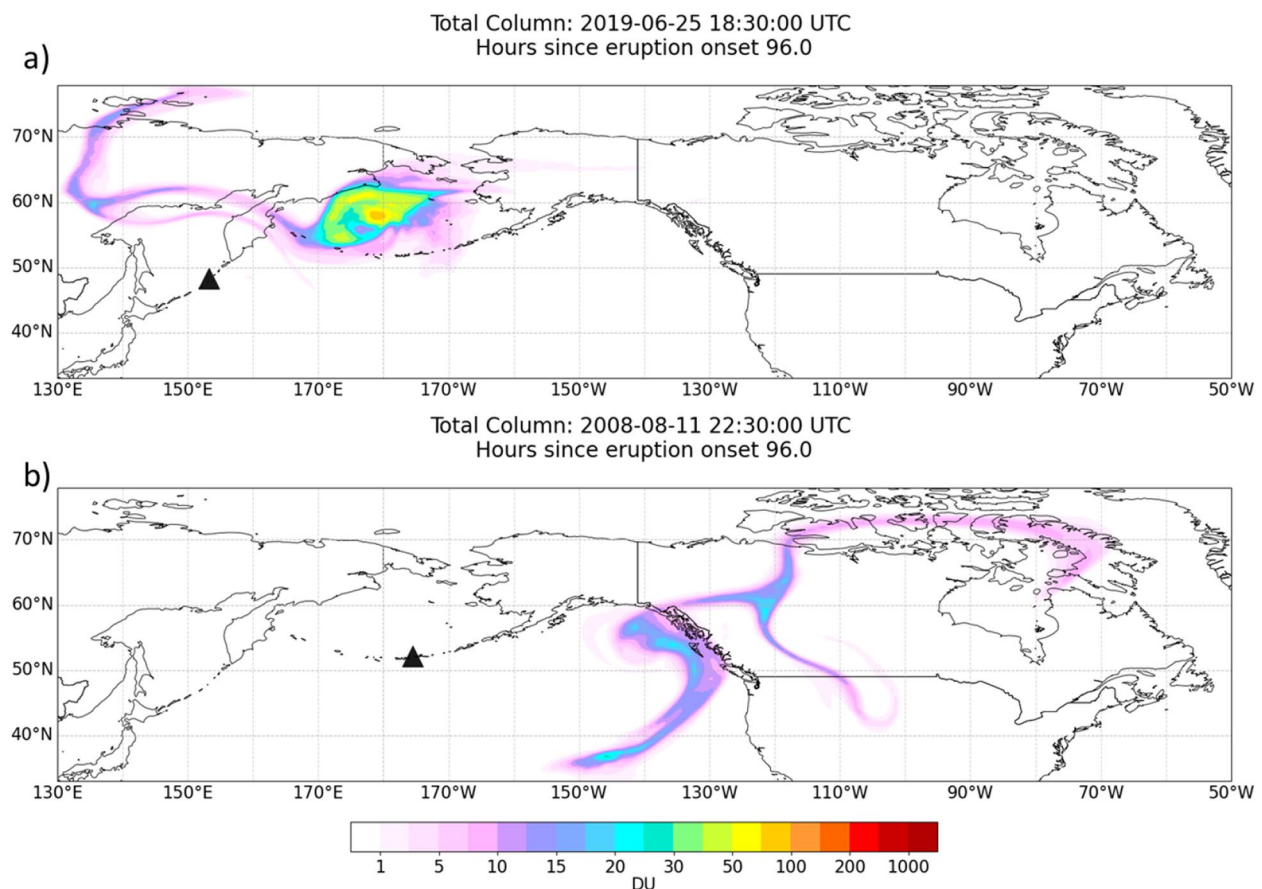 Total Column: 2019-06-25 18:30:00 UTC
Hours since eruption onset 96.0
a)
70°N
60°N
50°N
40°N
130°E 150°E 170°E 170°W 150°W 130°W 110°W 90°W 70°W 50°W
Total Column: 2008-08-11 22:30:00 UTC
Hours since eruption onset 96.0
b)
70°N
60°N
50°N
40°N
130°E 150°E 170°E 170°W 150°W 130°W 110°W 90°W 70°W 50°W
1 5 10 15 20 30 50 100 200 1000
DU